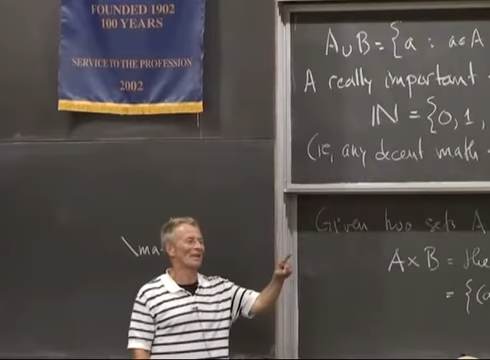 FOUNDED 1902
100 YEARS
SERVICE TO THE PROFESSION
2002
A∪B = {a : a∈A
A really important
ℕ = {0, 1,
(ie, any decent math
\ma
Given two sets A
A×B = the
= {(a